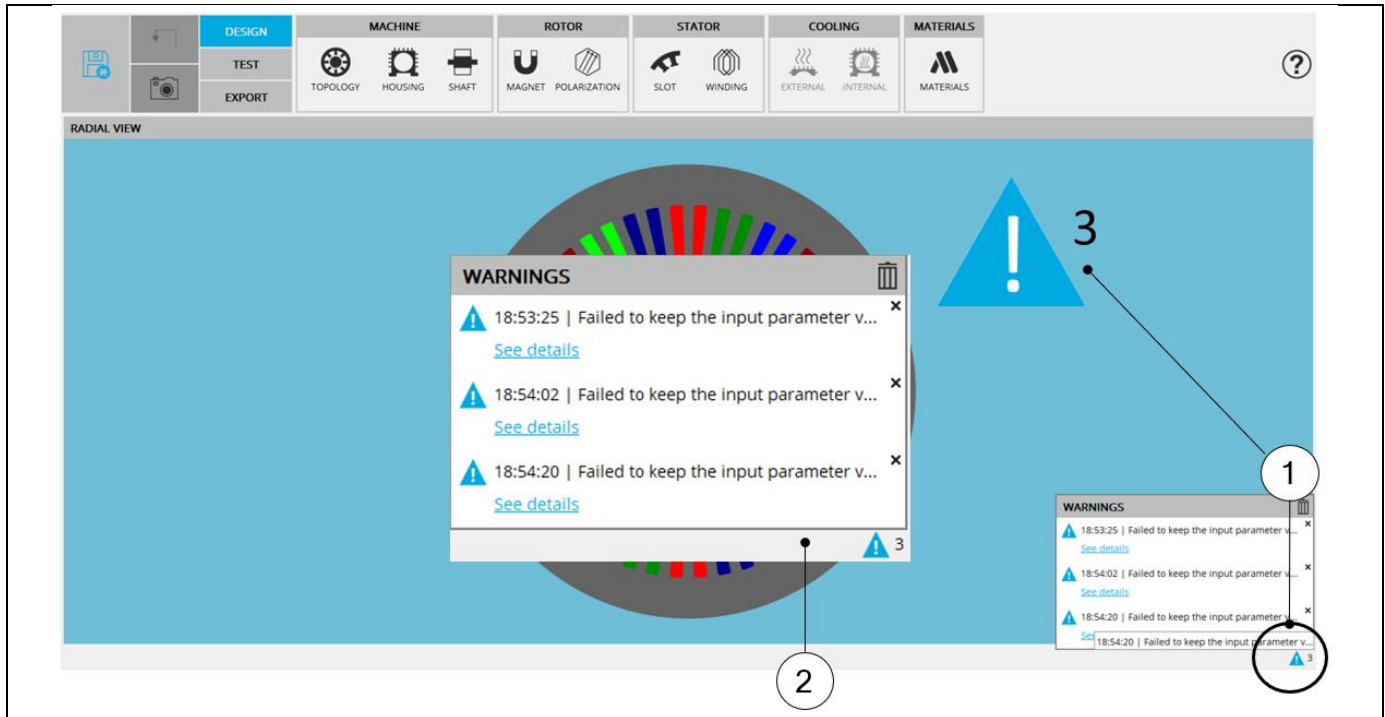 DESIGN
TEST
EXPORT
MACHINE
TOPOLOGY HOUSING SHAFT
ROTOR
MAGNET POLARIZATION
STATOR
SLOT WINDING
COOLING
EXTERNAL INTERNAL
MATERIALS
MATERIALS
?
RADIAL VIEW
! 3
WARNINGS
18:53:25 | Failed to keep the input parameter v... ×
See details
18:54:02 | Failed to keep the input parameter v... ×
See details
18:54:20 | Failed to keep the input parameter v... ×
See details
3
2
1
WARNINGS
18:53:25 | Failed to keep the input parameter v... ×
See details
18:54:02 | Failed to keep the input parameter v... ×
See details
18:54:20 | Failed to keep the input parameter v... ×
18:54:20 | Failed to keep the input parameter v...
3